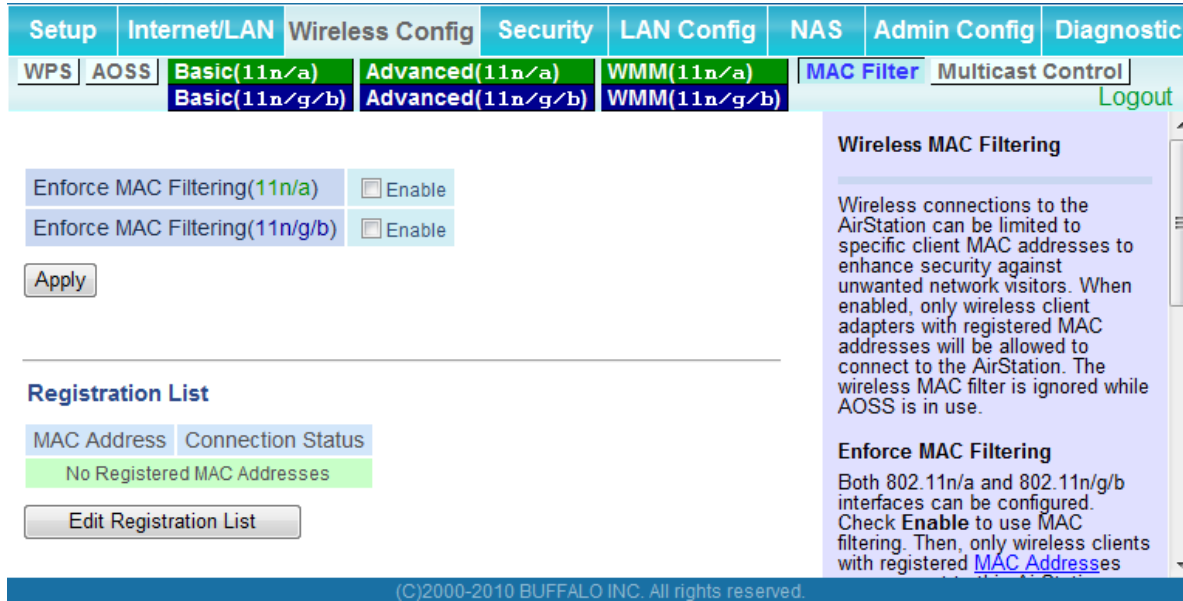 Setup Internet/LAN Wireless Config Security LAN Config NAS Admin Config Diagnostic
WPS AOSS Basic(11n/a) Advanced(11n/a) WMM(11n/a) MAC Filter Multicast Control
Basic(11n/g/b) Advanced(11n/g/b) WMM(11n/g/b)
Logout
Enforce MAC Filtering(11n/a) Enable
Enforce MAC Filtering(11n/g/b) Enable
Apply
Registration List
MAC Address Connection Status
No Registered MAC Addresses
Edit Registration List
Wireless MAC Filtering
Wireless connections to the
AirStation can be limited to
specific client MAC addresses to
enhance security against
unwanted network visitors. When
enabled, only wireless client
adapters with registered MAC
addresses will be allowed to
connect to the AirStation. The
wireless MAC filter is ignored while
AOSS is in use.
Enforce MAC Filtering
Both 802.11n/a and 802.11n/g/b
interfaces can be configured.
Check Enable to use MAC
filtering. Then, only wireless clients
with registered MAC Addresses
(C)2000-2010 BUFFALO INC. All rights reserved.